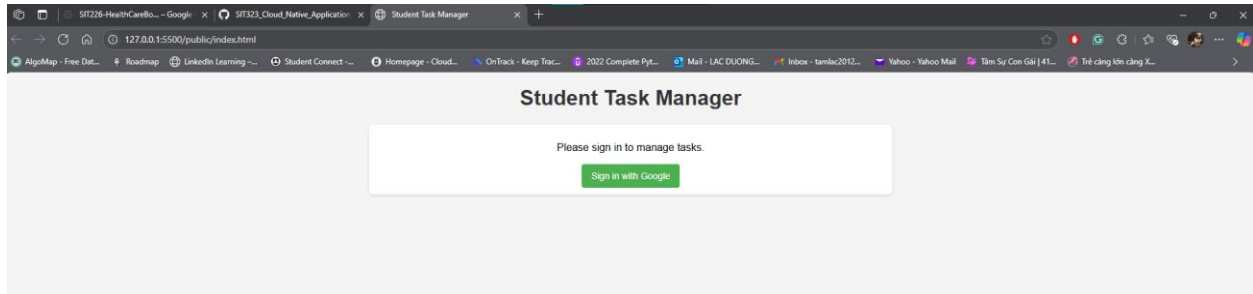 SIT226-HealthCareBo... – Google
SIT323_Cloud_Native_Application
Student Task Manager
127.0.0.1:5500/public/index.html
AlgoMap - Free Dat...
Roadmap
LinkedIn Learning –...
Student Connect -...
Homepage - Cloud...
OnTrack - Keep Trac...
2022 Complete Pyt...
Mail - LAC DUONG...
Inbox - tamlac2012...
Yahoo - Yahoo Mail
Tâm Sự Con Gái | 41...
Trẻ càng lớn càng X...
Student Task Manager
Please sign in to manage tasks.
Sign in with Google